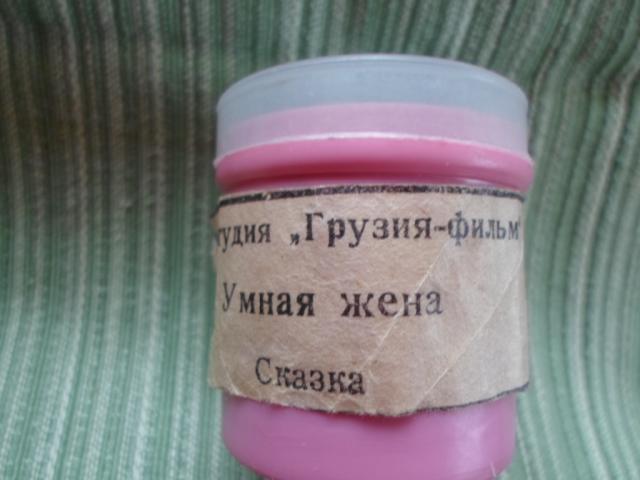 тудия „Грузия-фильм"
Умная жена
Сказка